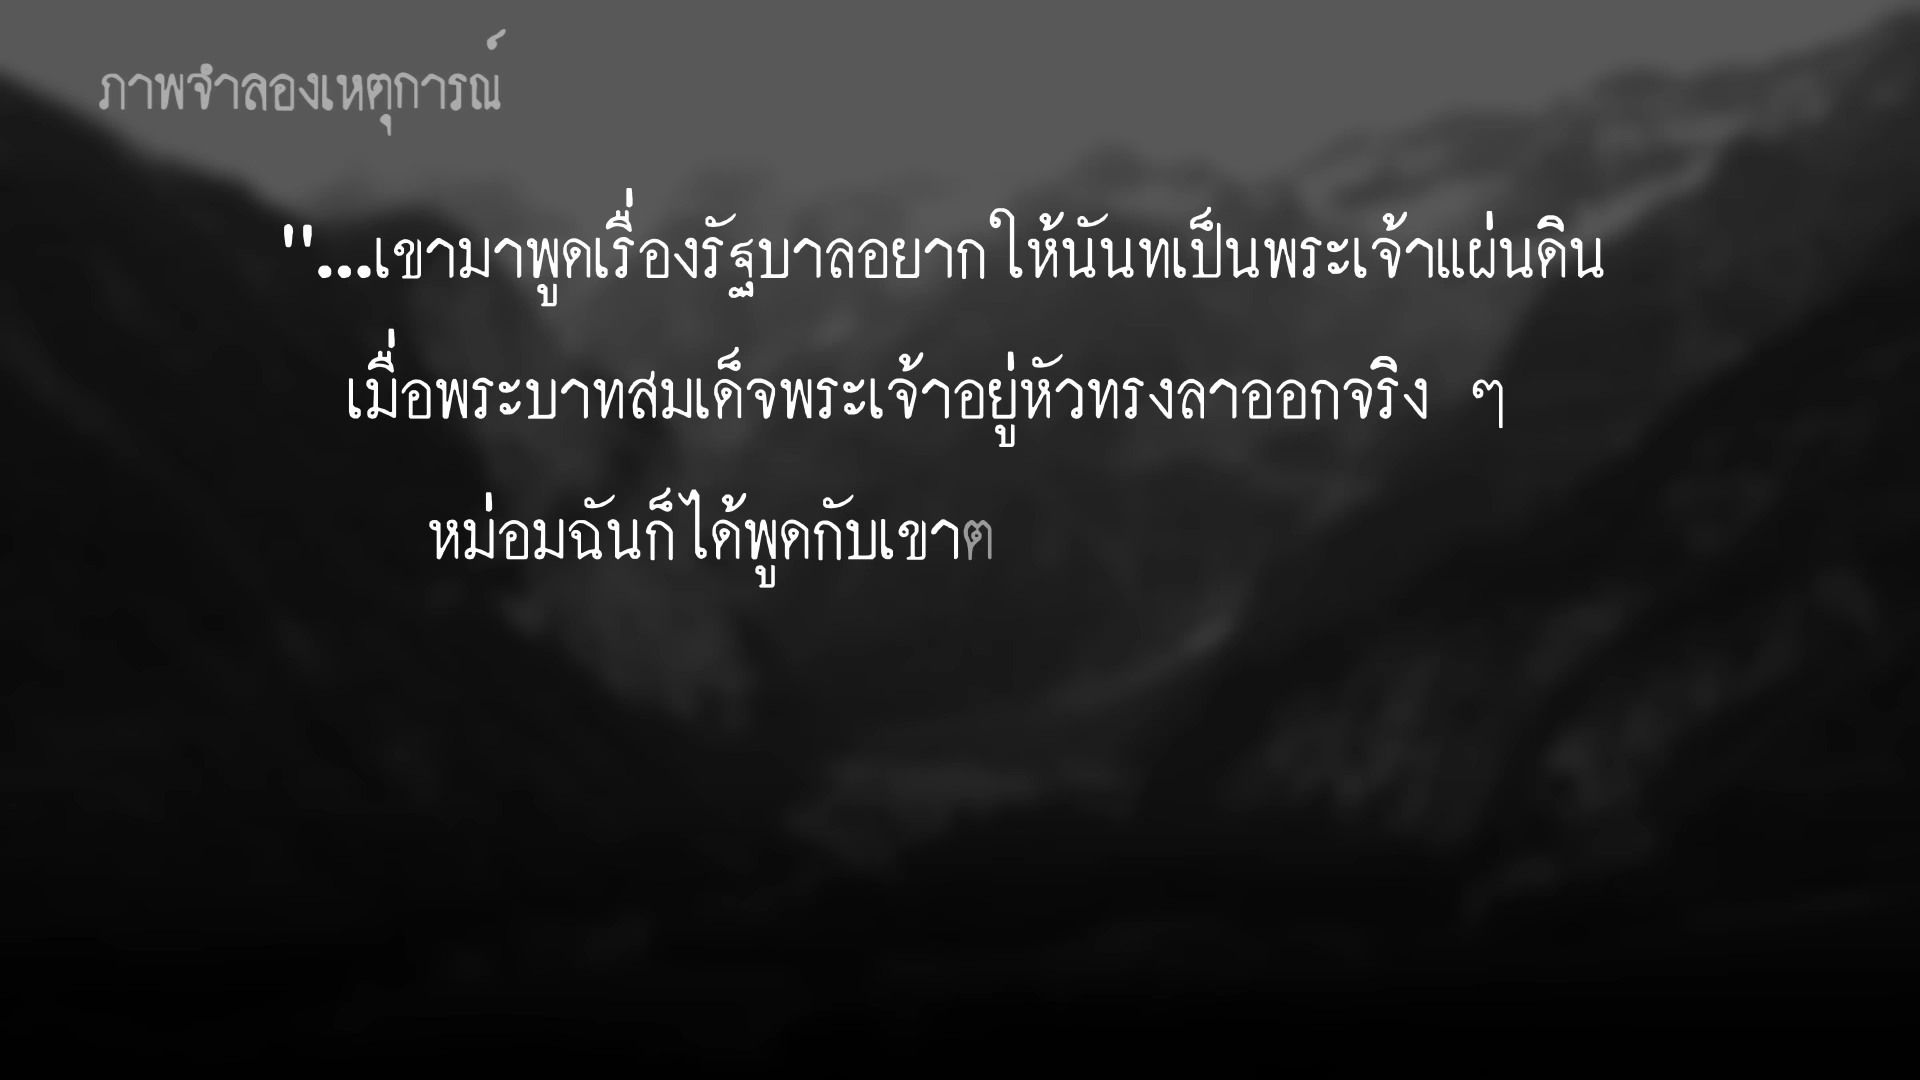 ภาพจำลองเหตุการณ์
"...เขามาพูดเรื่องรัฐบาลอยากให้นันทเป็นพระเจ้าแผ่นดิน
เมื่อพระบาทสมเด็จพระเจ้าอยู่หัวทรงลาออกจริง ๆ
หม่อมฉันก็ได้พูดกับเขาต